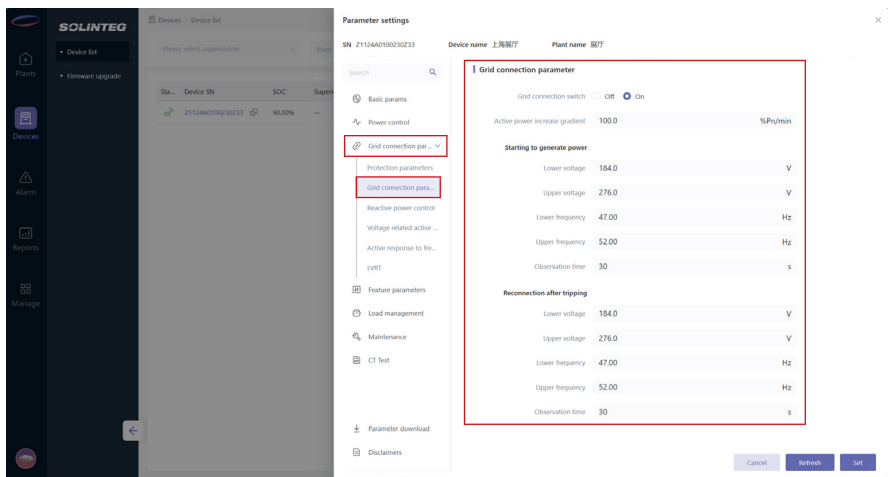 SOLINTEG
Devices / Device list
Parameter settings
SN Z1124A0100230Z33 Device name 上海展厅 Plant name 展厅
Plants
Devices
Alarm
Reports
Manage
Device list
Firmware upgrade
Please select organization
Plant
Sta... Device SN SOC Superi
Z1124A0100230Z33 90.00% --
Search
Basic params
Power control
Grid connection par...
Protection parameters
Grid connection para...
Reactive power control
Voltage related active ...
Active response to fre...
LVRT
Feature parameters
Load management
Maintenance
CT Test
Parameter download
Disclaimers
Grid connection parameter
Grid connection switch Off On
Active power increase gradient 100.0 %Pn/min
Starting to generate power
Lower voltage 184.0 V
Upper voltage 276.0 V
Lower frequency 47.00 Hz
Upper frequency 52.00 Hz
Observation time 30 s
Reconnection after tripping
Lower voltage 184.0 V
Upper voltage 276.0 V
Lower frequency 47.00 Hz
Upper frequency 52.00 Hz
Observation time 30 s
Cancel Refresh Set